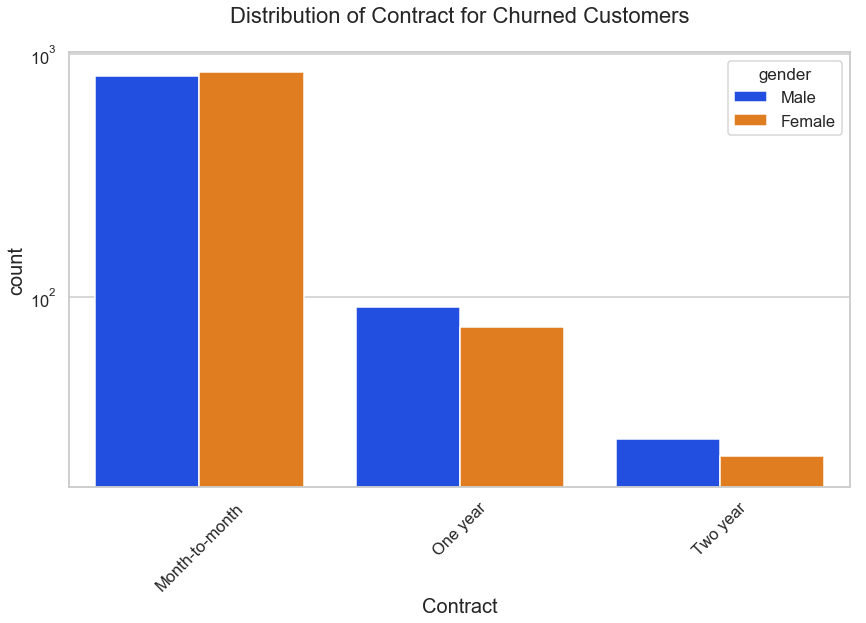 Distribution of Contract for Churned Customers
10³
10²
count
gender
Male
Female
Month-to-month
One year
Two year
Contract